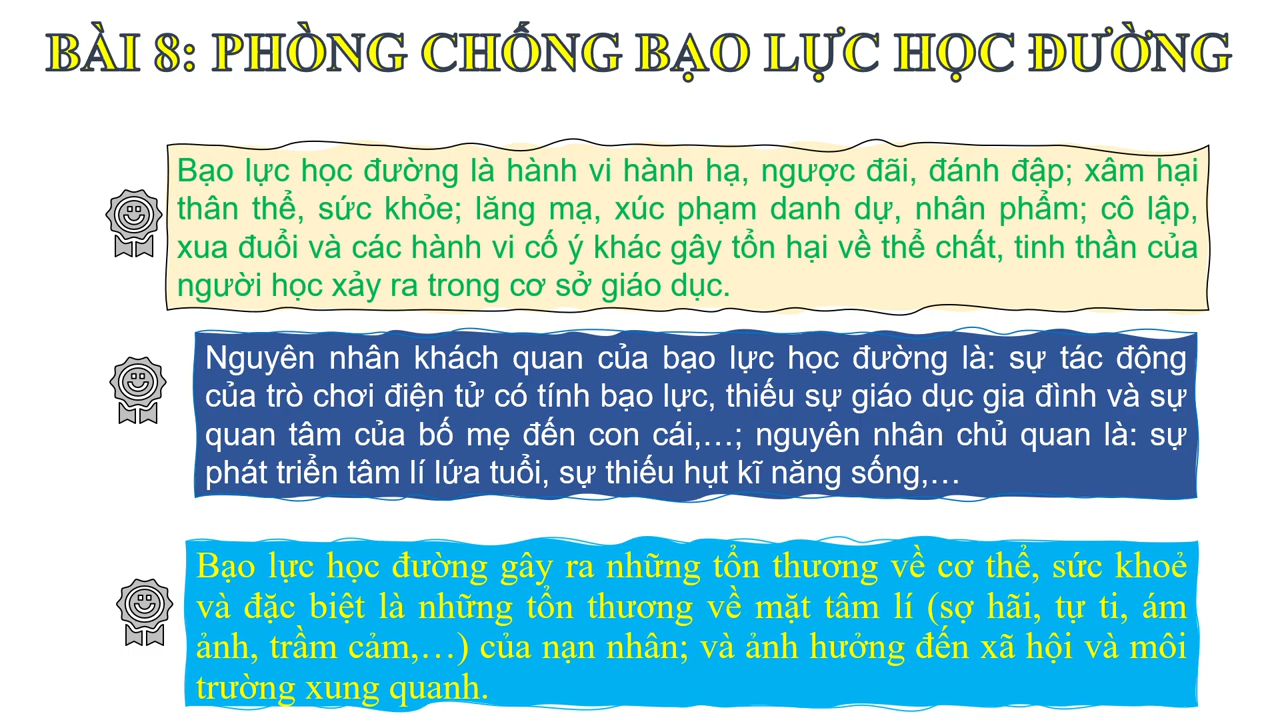 BÀI 8: PHÒNG CHỐNG BẠO LỰC HỌC ĐƯỜNG
Bạo lực học đường là hành vi hành hạ, ngược đãi, đánh đập; xâm hại
thân thể, sức khỏe; lăng mạ, xúc phạm danh dự, nhân phẩm; cô lập,
xua đuổi và các hành vi cố ý khác gây tổn hại về thể chất, tinh thần của
người học xảy ra trong cơ sở giáo dục.
Nguyên nhân khách quan của bạo lực học đường là: sự tác động
của trò chơi điện tử có tính bạo lực, thiếu sự giáo dục gia đình và sự
quan tâm của bố mẹ đến con cái,…; nguyên nhân chủ quan là: sự
phát triển tâm lí lứa tuổi, sự thiếu hụt kĩ năng sống,…
Bạo lực học đường gây ra những tổn thương về cơ thể, sức khoẻ
và đặc biệt là những tổn thương về mặt tâm lí (sợ hãi, tự ti, ám
ảnh, trầm cảm,…) của nạn nhân; và ảnh hưởng đến xã hội và môi
trường xung quanh.